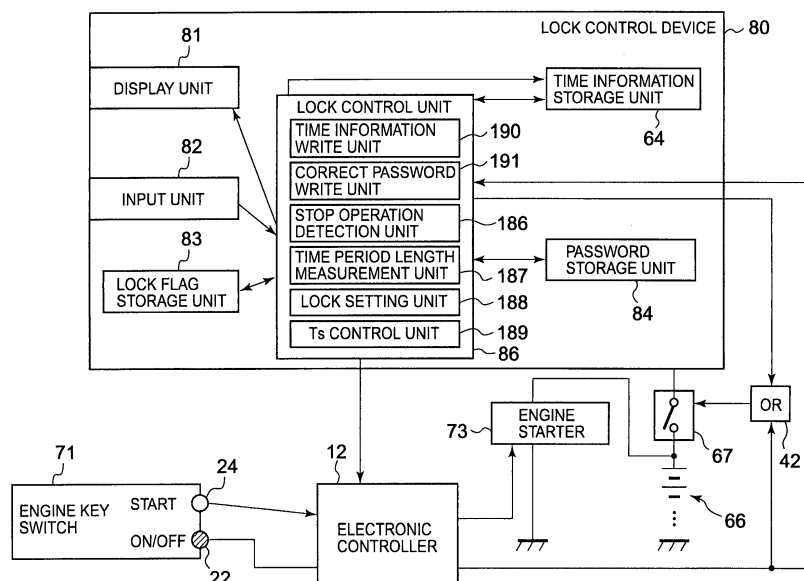 LOCK CONTROL DEVICE
80
81
DISPLAY UNIT
82
INPUT UNIT
83
LOCK FLAG
STORAGE UNIT
LOCK CONTROL UNIT
TIME INFORMATION
WRITE UNIT
190
CORRECT PASSWORD
WRITE UNIT
191
STOP OPERATION
DETECTION UNIT
186
TIME PERIOD LENGTH
MEASUREMENT UNIT
187
LOCK SETTING UNIT
188
Ts CONTROL UNIT
189
86
TIME INFORMATION
STORAGE UNIT
64
PASSWORD
STORAGE UNIT
84
ENGINE
STARTER
73
67
OR
42
66
71
ENGINE KEY
SWITCH
START
24
ON/OFF
22
12
ELECTRONIC
CONTROLLER